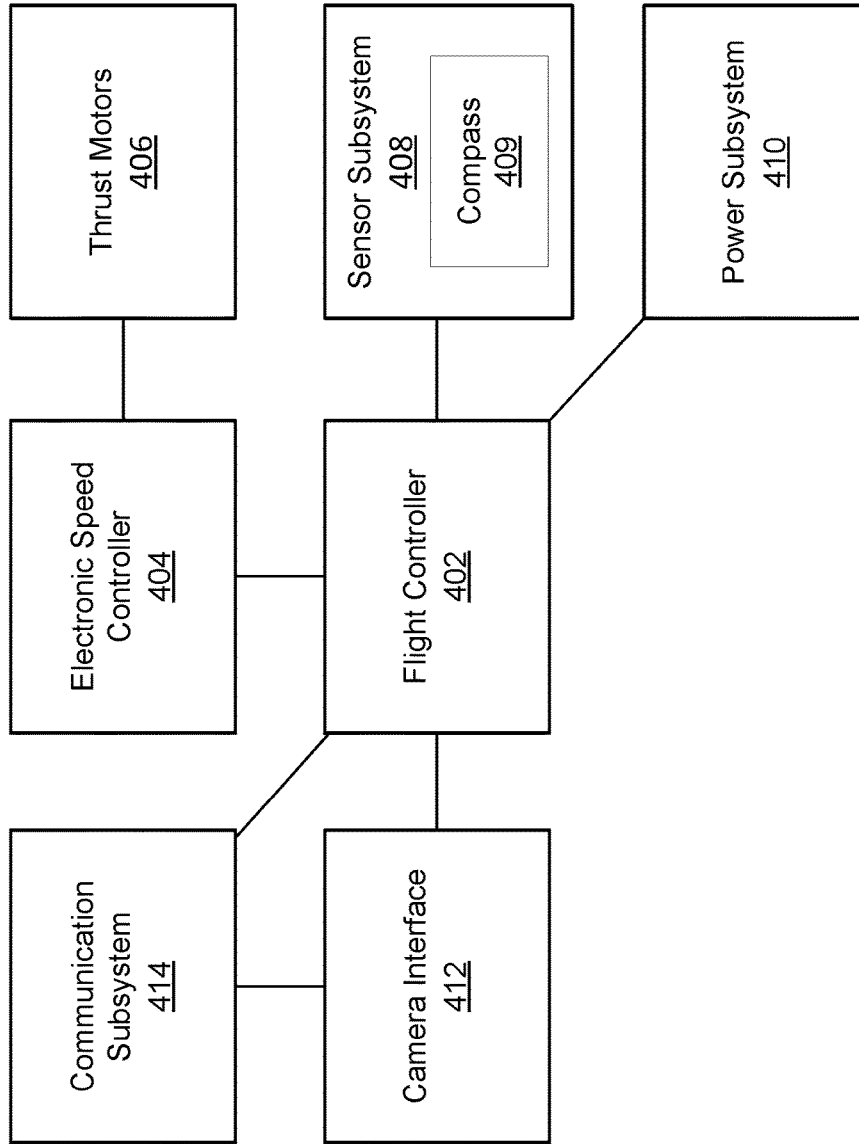 Communication
Subsystem
414
Electronic Speed
Controller
404
Thrust Motors
406
Camera Interface
412
Flight Controller
402
Sensor Subsystem
408
Compass
409
Power Subsystem
410